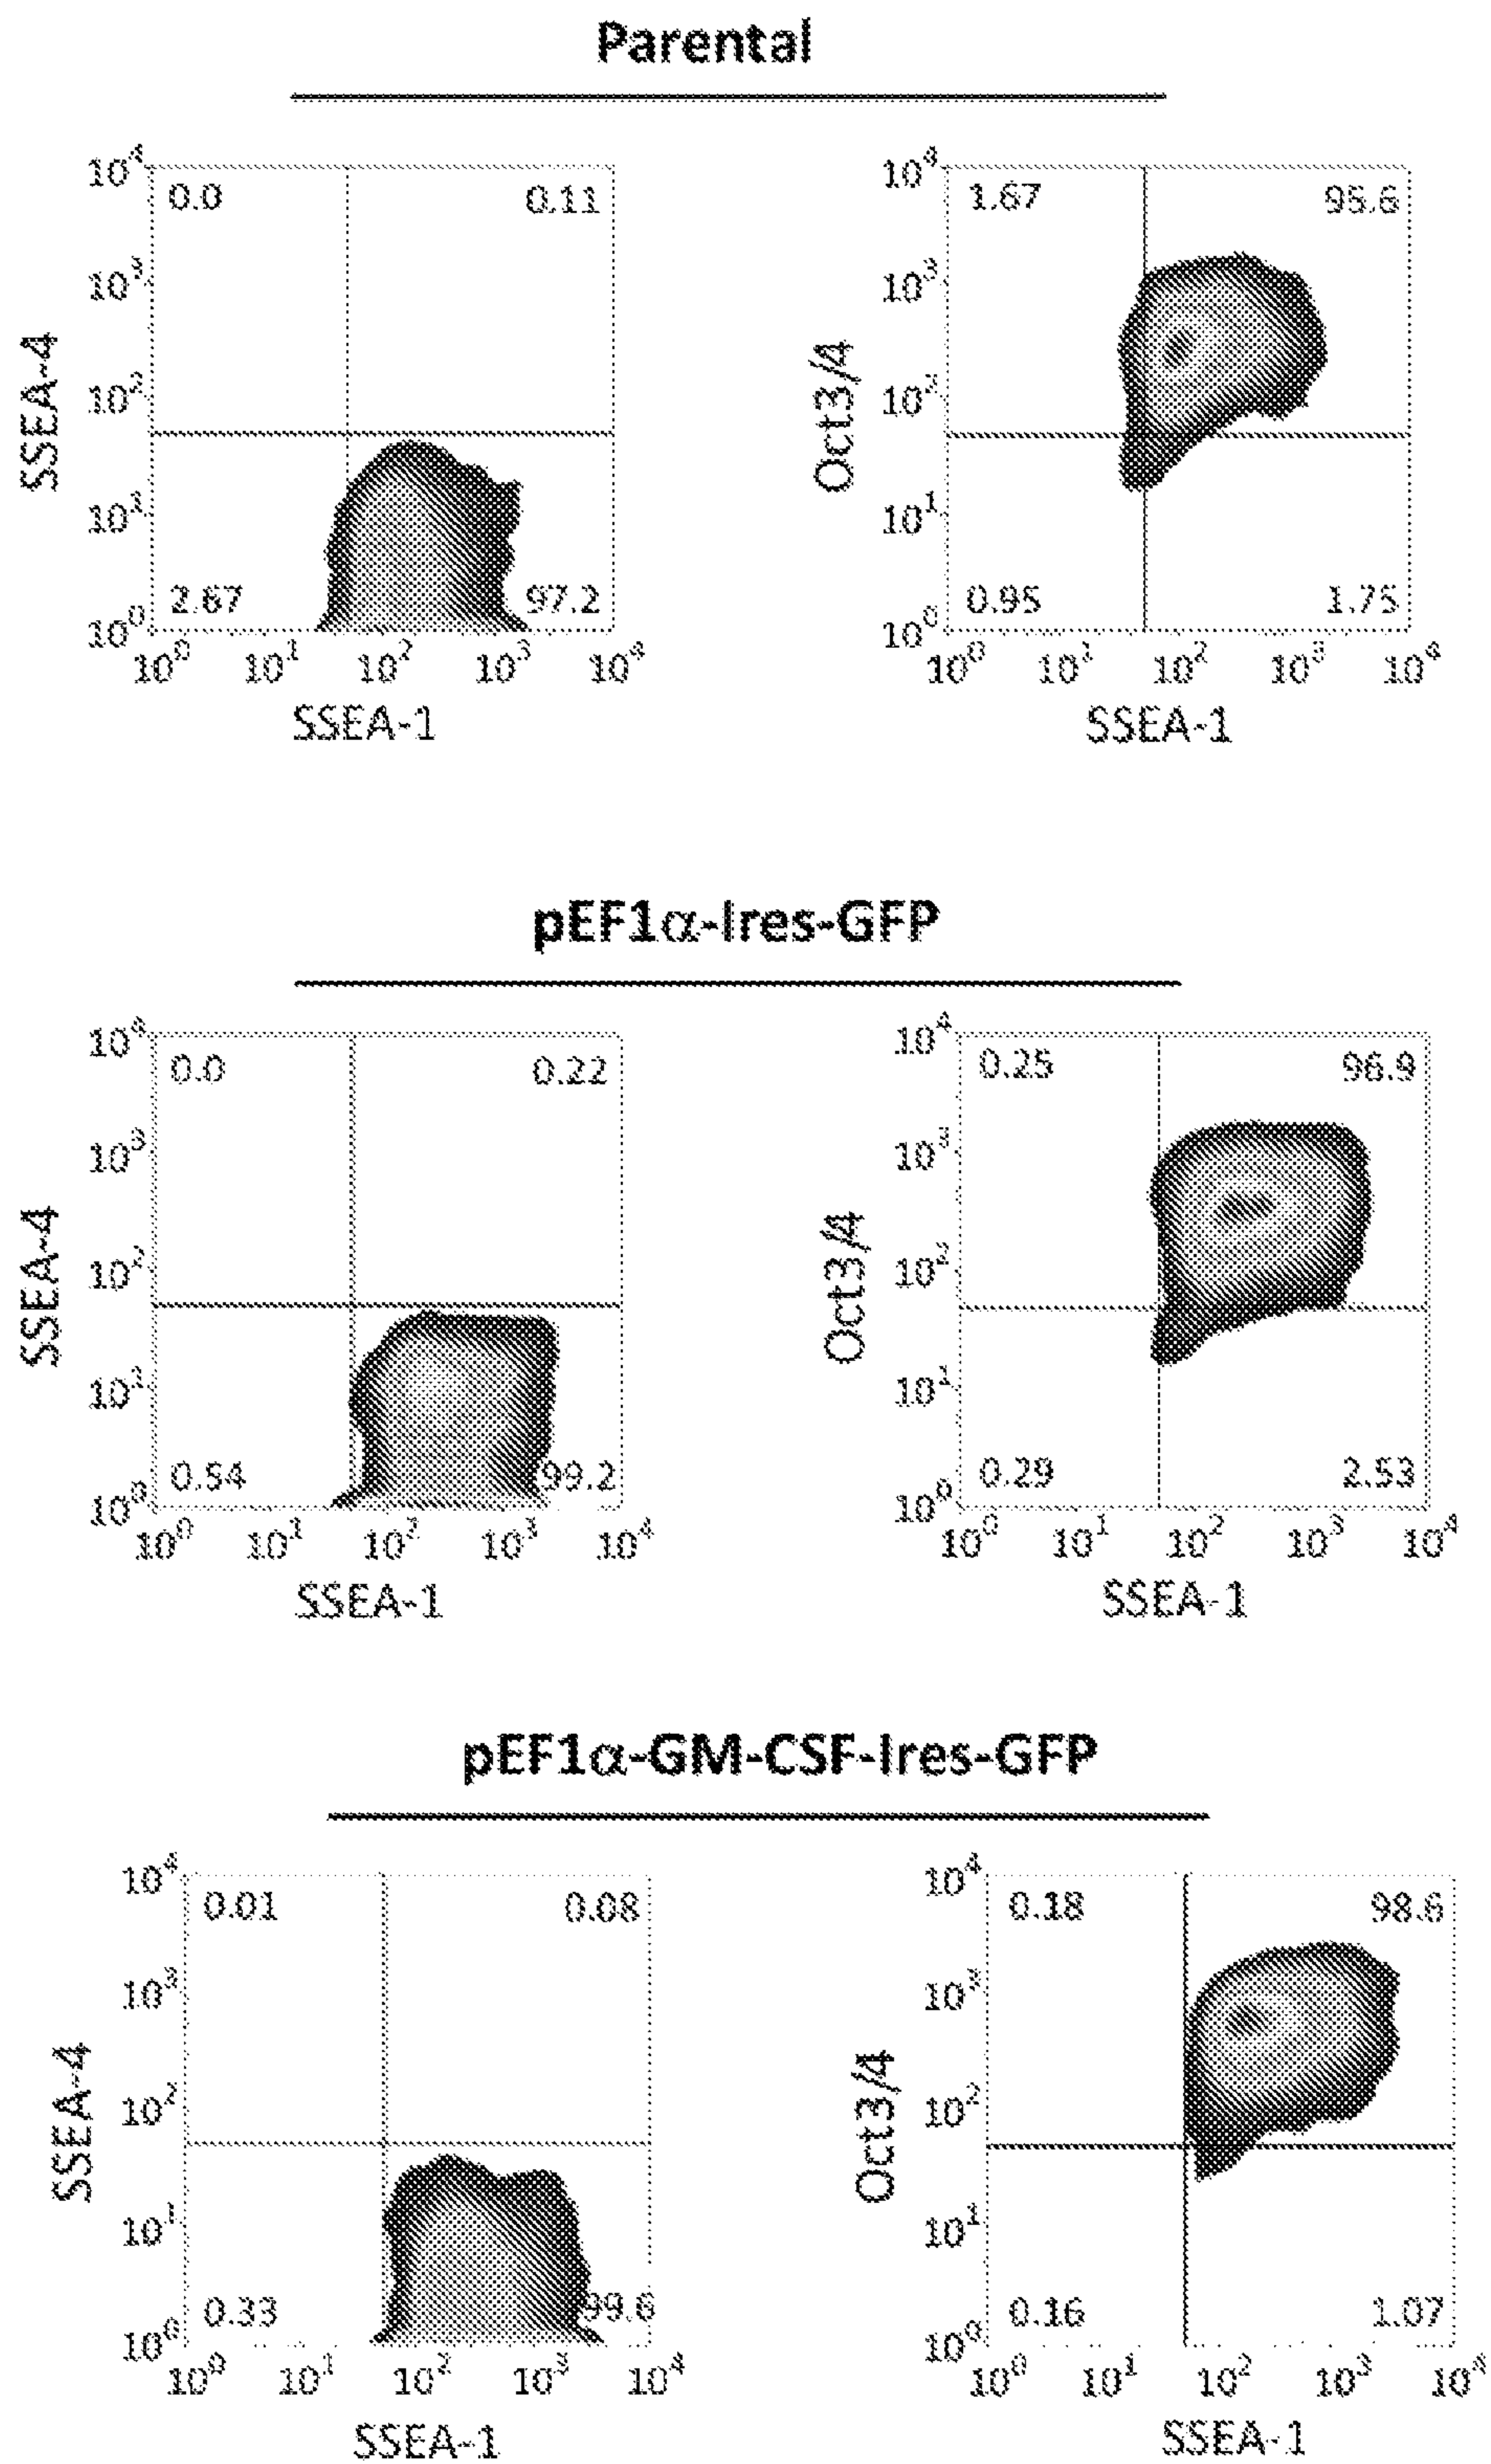 Parental
10⁴ 0.0 0.11
10³
10²
10¹
10⁰ 2.67 97.2
SSEA-4
10⁰ 10¹ 10² 10³ 10⁴
SSEA-1
10⁴ 1.67 95.6
10³
10²
10¹
10⁰ 0.95 1.75
Oct3/4
10⁰ 10¹ 10² 10³ 10⁴
SSEA-1
pEF1α-Ires-GFP
10⁴ 0.0 0.22
10³
10²
10¹
10⁰ 0.54 99.2
SSEA-4
10⁰ 10¹ 10² 10³ 10⁴
SSEA-1
10⁴ 0.25 96.9
10³
10²
10¹
10⁰ 0.29 2.53
Oct3/4
10⁰ 10¹ 10² 10³ 10⁴
SSEA-1
pEF1α-GM-CSF-Ires-GFP
10⁴ 0.01 0.08
10³
10²
10¹
10⁰ 0.33 99.6
SSEA-4
10⁰ 10¹ 10² 10³ 10⁴
SSEA-1
10⁴ 0.18 98.6
10³
10²
10¹
10⁰ 0.16 1.07
Oct3/4
10⁰ 10¹ 10² 10³ 10⁴
SSEA-1